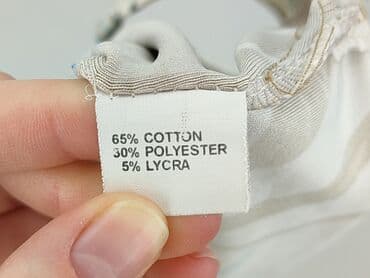 65% COTTON
30% POLYESTER
5% LYCRA